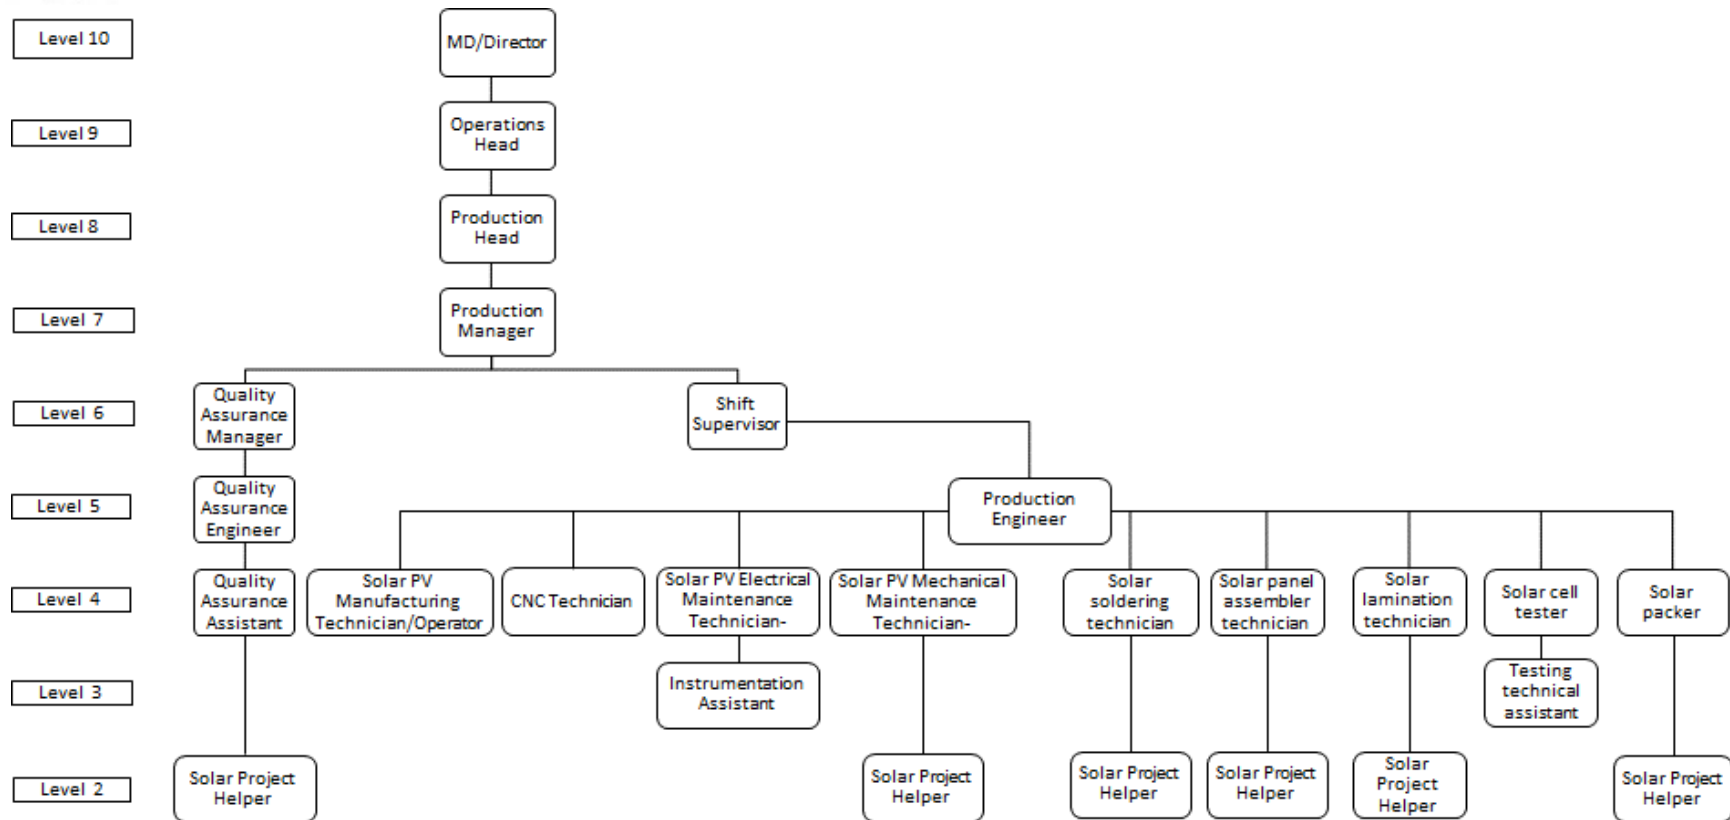 Level 10
MD/Director
Level 9
Operations
Head
Level 8
Production
Head
Level 7
Production
Manager
Level 6
Quality
Assurance
Manager
Shift
Supervisor
Level 5
Quality
Assurance
Engineer
Production
Engineer
Level 4
Quality
Assurance
Assistant
Solar PV
Manufacturing
Technician/Operator
CNC Technician
Solar PV Electrical
Maintenance
Technician-
Solar PV Mechanical
Maintenance
Technician-
Solar
soldering
technician
Solar panel
assembler
technician
Solar
lamination
technician
Solar cell
tester
Solar
packer
Level 3
Instrumentation
Assistant
Testing
technical
assistant
Level 2
Solar Project
Helper
Solar Project
Helper
Solar Project
Helper
Solar Project
Helper
Solar
Project
Helper
Solar Project
Helper